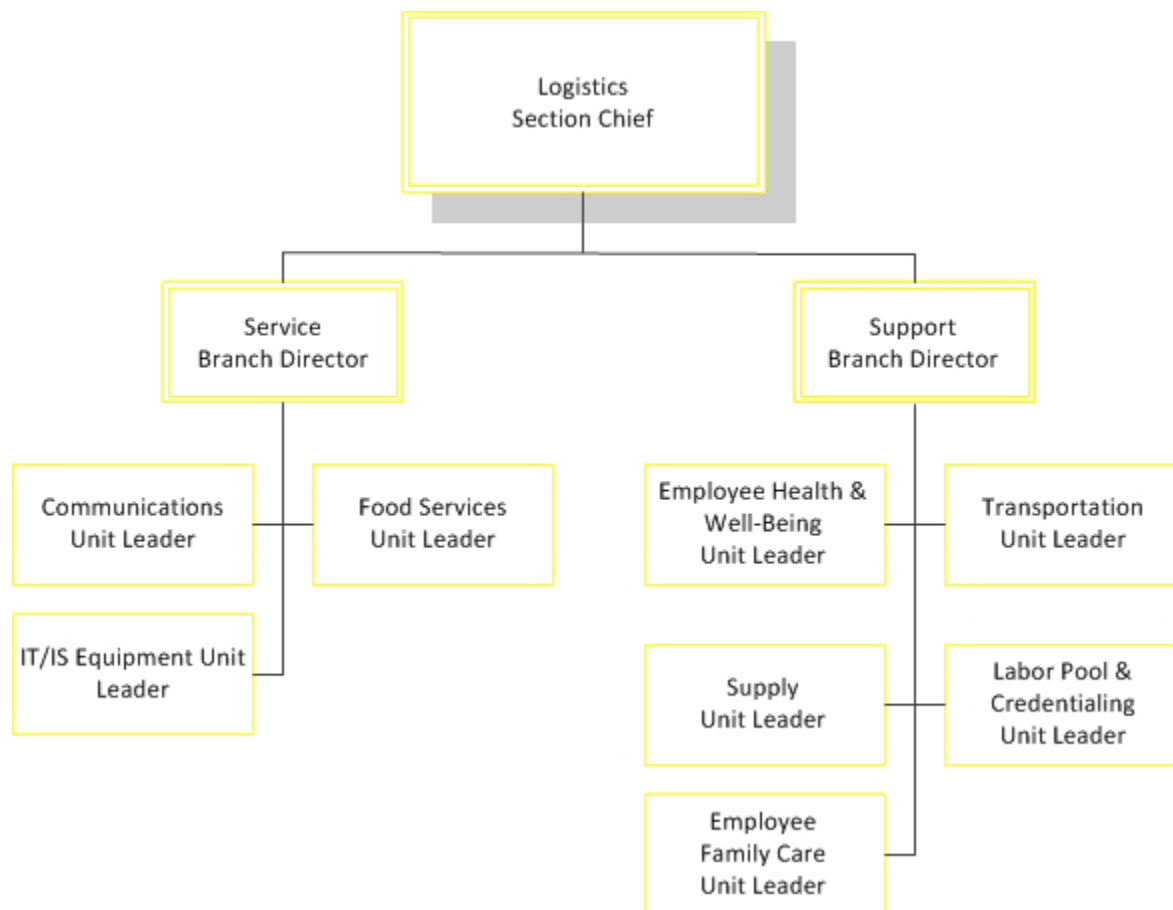 Logistics
Section Chief
Service
Branch Director
Support
Branch Director
Communications
Unit Leader
Food Services
Unit Leader
IT/IS Equipment Unit
Leader
Employee Health &
Well-Being
Unit Leader
Transportation
Unit Leader
Supply
Unit Leader
Labor Pool &
Credentialing
Unit Leader
Employee
Family Care
Unit Leader